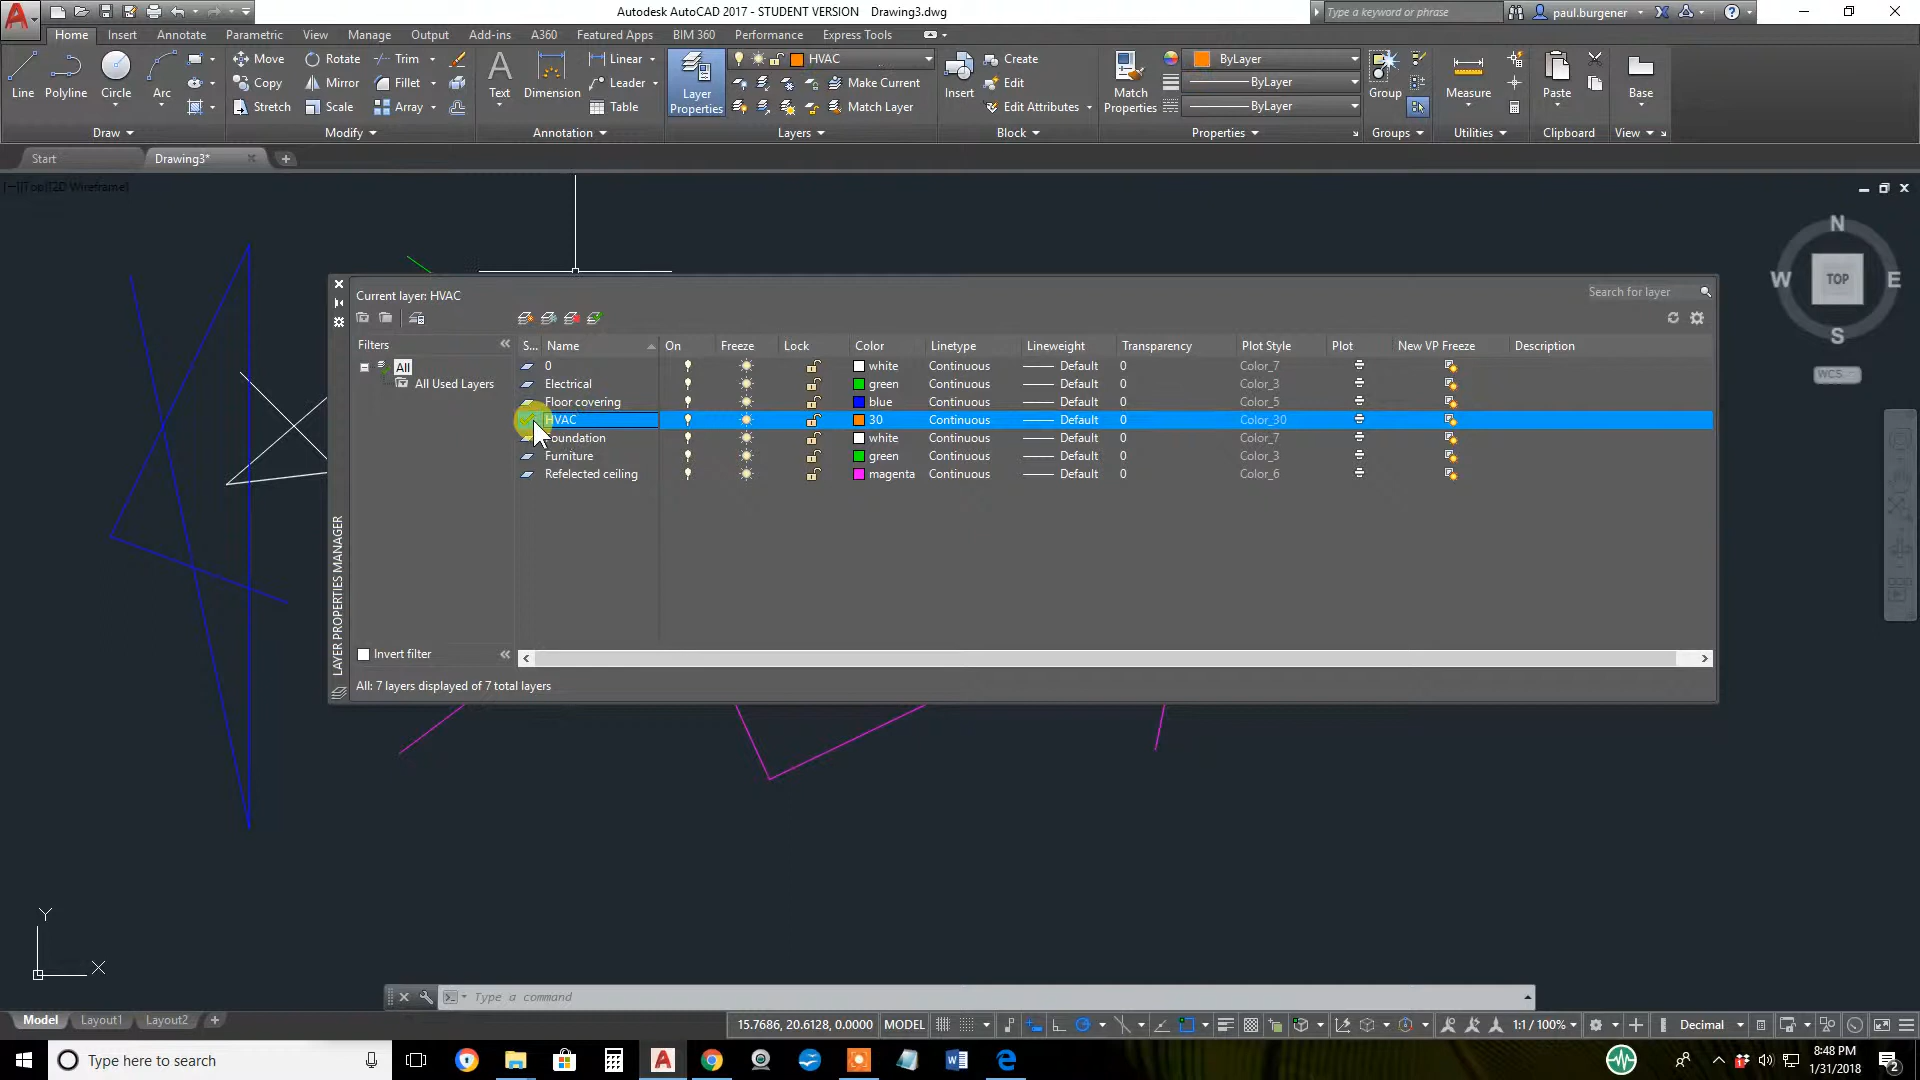 Autodesk AutoCAD 2017 - STUDENT VERSION Drawing3.dwg
Type a keyword or phrase
paul.burgener
Home Insert Annotate Parametric View Manage Output Add-ins A360 Featured Apps BIM 360 Performance Express Tools
Line Polyline Circle Arc
Move Rotate Trim
Copy Mirror Fillet
Stretch Scale Array
Text Dimension
Linear
Leader
Table
Layer Properties
HVAC
Make Current
Match Layer
Insert
Create
Edit
Edit Attributes
Match Properties
ByLayer
ByLayer
ByLayer
Group Measure Paste Base
Draw Modify Annotation Layers Block Properties Groups Utilities Clipboard View
Start Drawing3*
[—][Top][2D Wireframe]
N
W TOP E
S
WCS
Current layer: HVAC
Search for layer
Filters
All
All Used Layers
S... Name On Freeze Lock Color Linetype Lineweight Transparency Plot Style Plot New VP Freeze Description
0 white Continuous Default 0 Color_7
Electrical green Continuous Default 0 Color_3
Floor covering blue Continuous Default 0 Color_5
HVAC 30 Continuous Default 0 Color_30
oundation white Continuous Default 0 Color_7
Furniture green Continuous Default 0 Color_3
Refelected ceiling magenta Continuous Default 0 Color_6
LAYER PROPERTIES MANAGER
Invert filter
All: 7 layers displayed of 7 total layers
Y
X
Type a command
Model Layout1 Layout2
15.7686, 20.6128, 0.0000 MODEL 1:1 / 100% Decimal
Type here to search
8:48 PM
1/31/2018
2